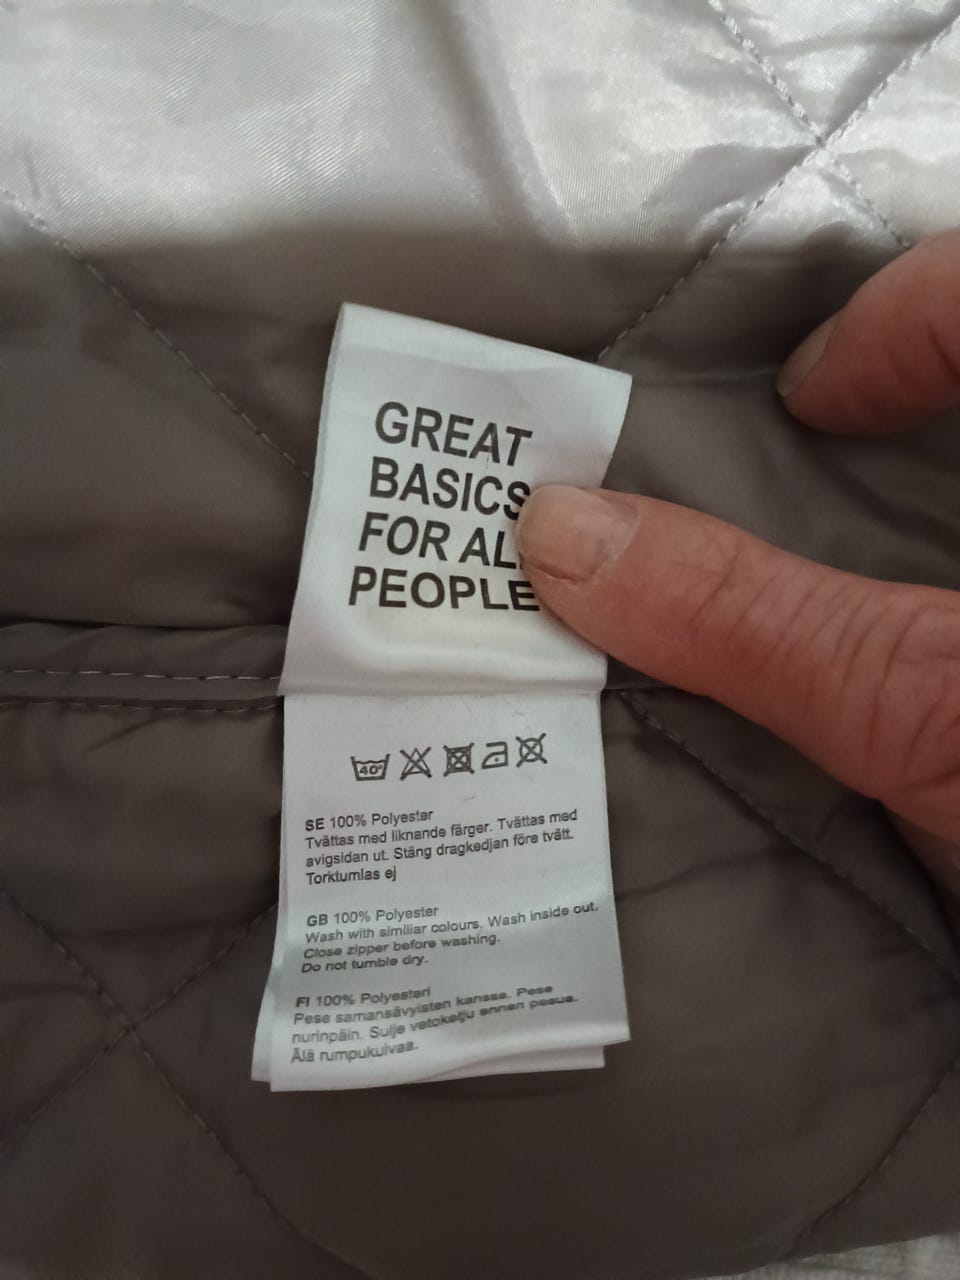 GREAT
BASICS
FOR AL
PEOPLE
40°
SE 100% Polyester
Tvättas med liknande färger. Tvättas med
avigsidan ut. Stäng dragkedjan före tvätt.
Torktumlas ej
GB 100% Polyester
Wash with similiar colours. Wash inside out.
Close zipper before washing.
Do not tumble dry.
FI 100% Polyesteri
Pese samansävyisten kanssa. Pese
nurinpäin. Sulje vetoketju ennen pesua.
Älä rumpukuivaa.